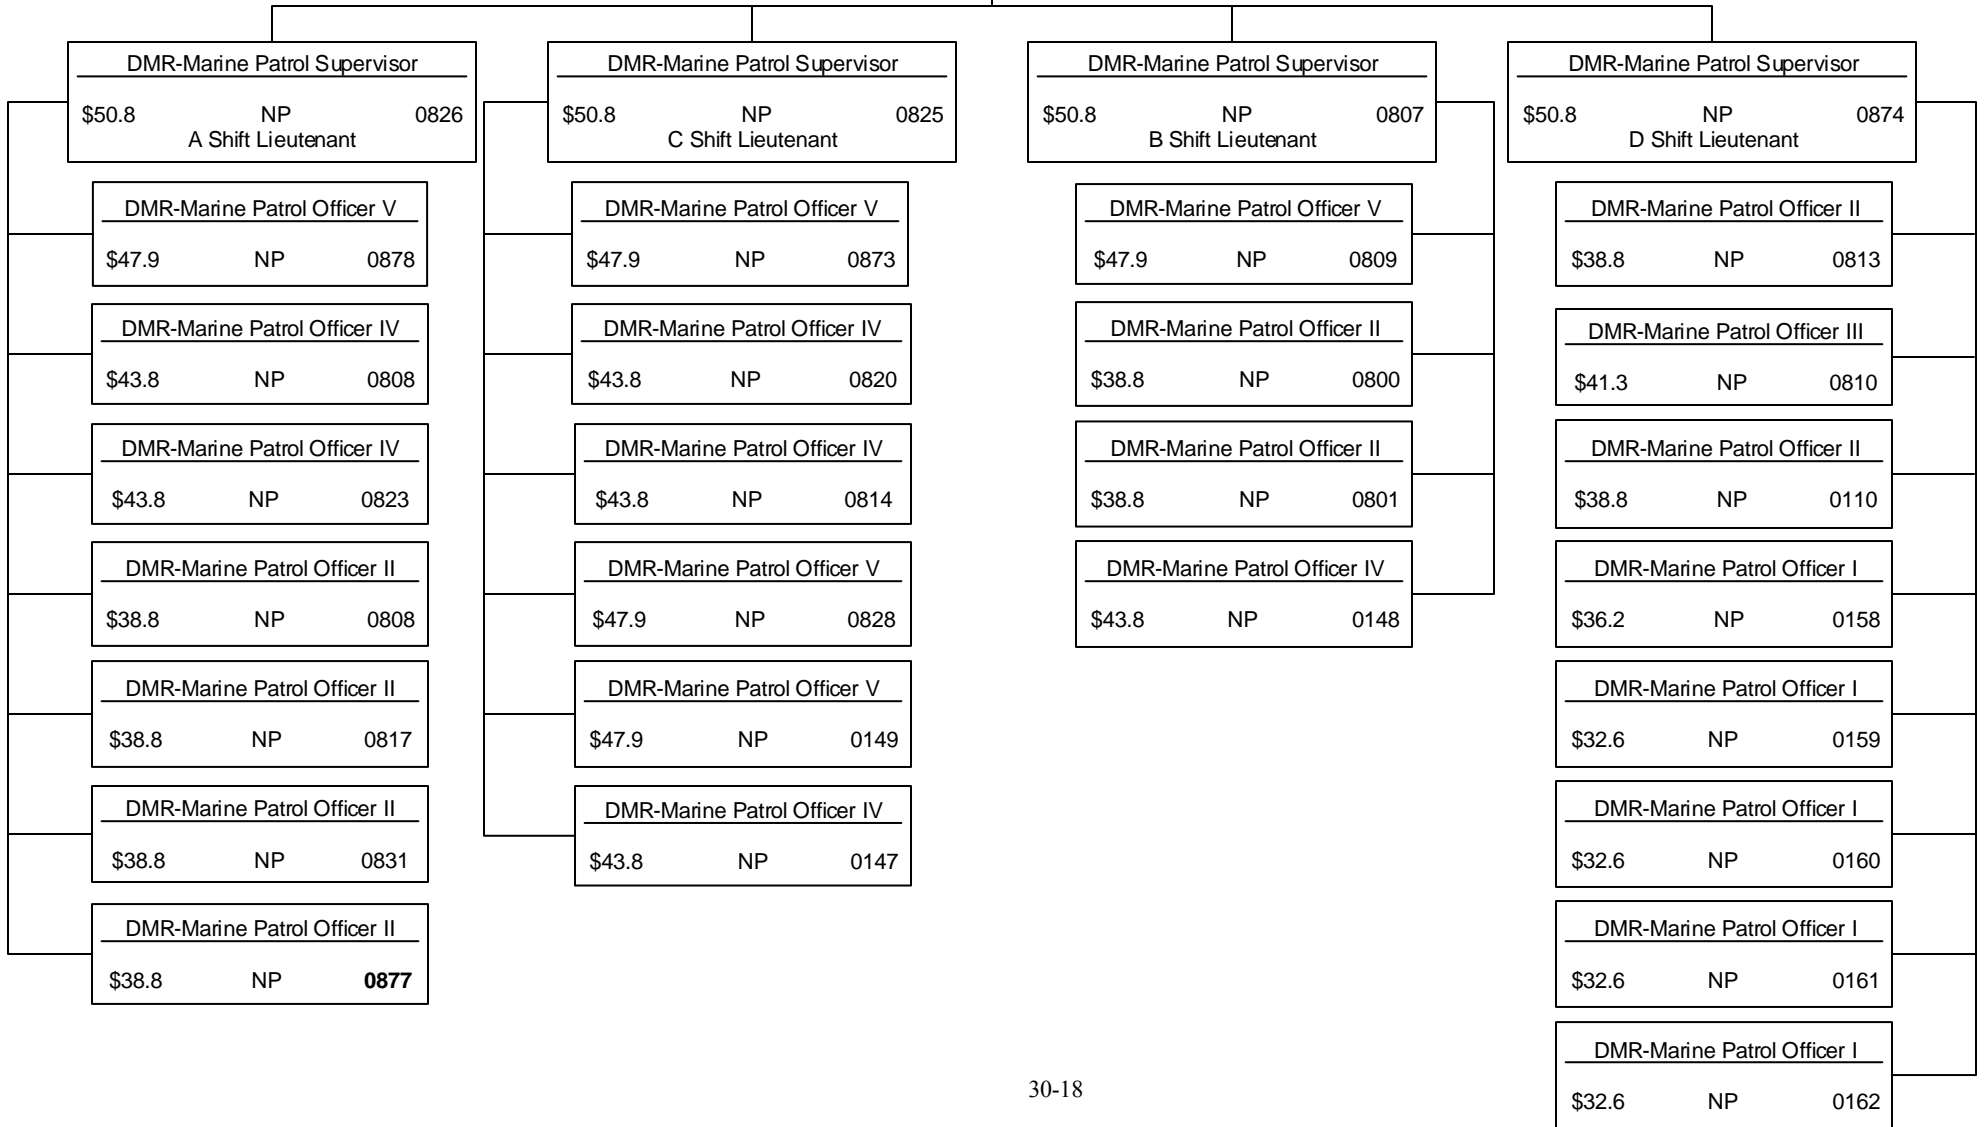 DMR-Marine Patrol Supervisor
$50.8 NP 0826
A Shift Lieutenant
DMR-Marine Patrol Officer V
$47.9 NP 0878
DMR-Marine Patrol Officer IV
$43.8 NP 0808
DMR-Marine Patrol Officer IV
$43.8 NP 0823
DMR-Marine Patrol Officer II
$38.8 NP 0808
DMR-Marine Patrol Officer II
$38.8 NP 0817
DMR-Marine Patrol Officer II
$38.8 NP 0831
DMR-Marine Patrol Officer II
$38.8 NP 0877
DMR-Marine Patrol Supervisor
$50.8 NP 0825
C Shift Lieutenant
DMR-Marine Patrol Officer V
$47.9 NP 0873
DMR-Marine Patrol Officer IV
$43.8 NP 0820
DMR-Marine Patrol Officer IV
$43.8 NP 0814
DMR-Marine Patrol Officer V
$47.9 NP 0828
DMR-Marine Patrol Officer V
$47.9 NP 0149
DMR-Marine Patrol Officer IV
$43.8 NP 0147
DMR-Marine Patrol Supervisor
$50.8 NP 0807
B Shift Lieutenant
DMR-Marine Patrol Officer V
$47.9 NP 0809
DMR-Marine Patrol Officer II
$38.8 NP 0800
DMR-Marine Patrol Officer II
$38.8 NP 0801
DMR-Marine Patrol Officer IV
$43.8 NP 0148
DMR-Marine Patrol Supervisor
$50.8 NP 0874
D Shift Lieutenant
DMR-Marine Patrol Officer II
$38.8 NP 0813
DMR-Marine Patrol Officer III
$41.3 NP 0810
DMR-Marine Patrol Officer II
$38.8 NP 0110
DMR-Marine Patrol Officer I
$36.2 NP 0158
DMR-Marine Patrol Officer I
$32.6 NP 0159
DMR-Marine Patrol Officer I
$32.6 NP 0160
DMR-Marine Patrol Officer I
$32.6 NP 0161
DMR-Marine Patrol Officer I
$32.6 NP 0162
30-18